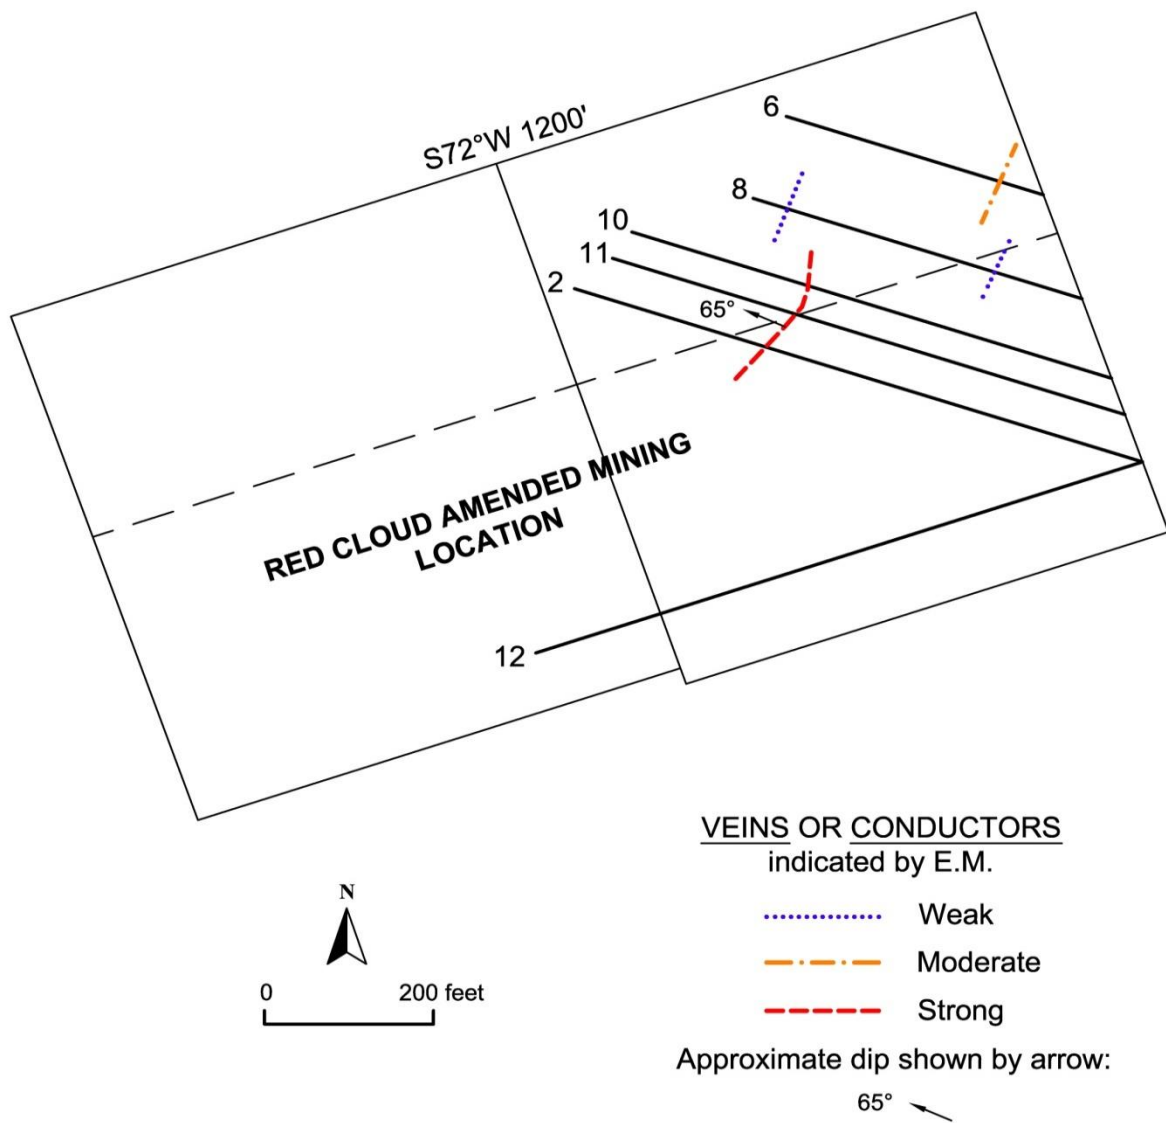 S72°W 1200'
6
8
10
11
2
65°
RED CLOUD AMENDED MINING
LOCATION
12
VEINS OR CONDUCTORS
indicated by E.M.
N
Weak
Moderate
0 200 feet
Strong
Approximate dip shown by arrow:
65°